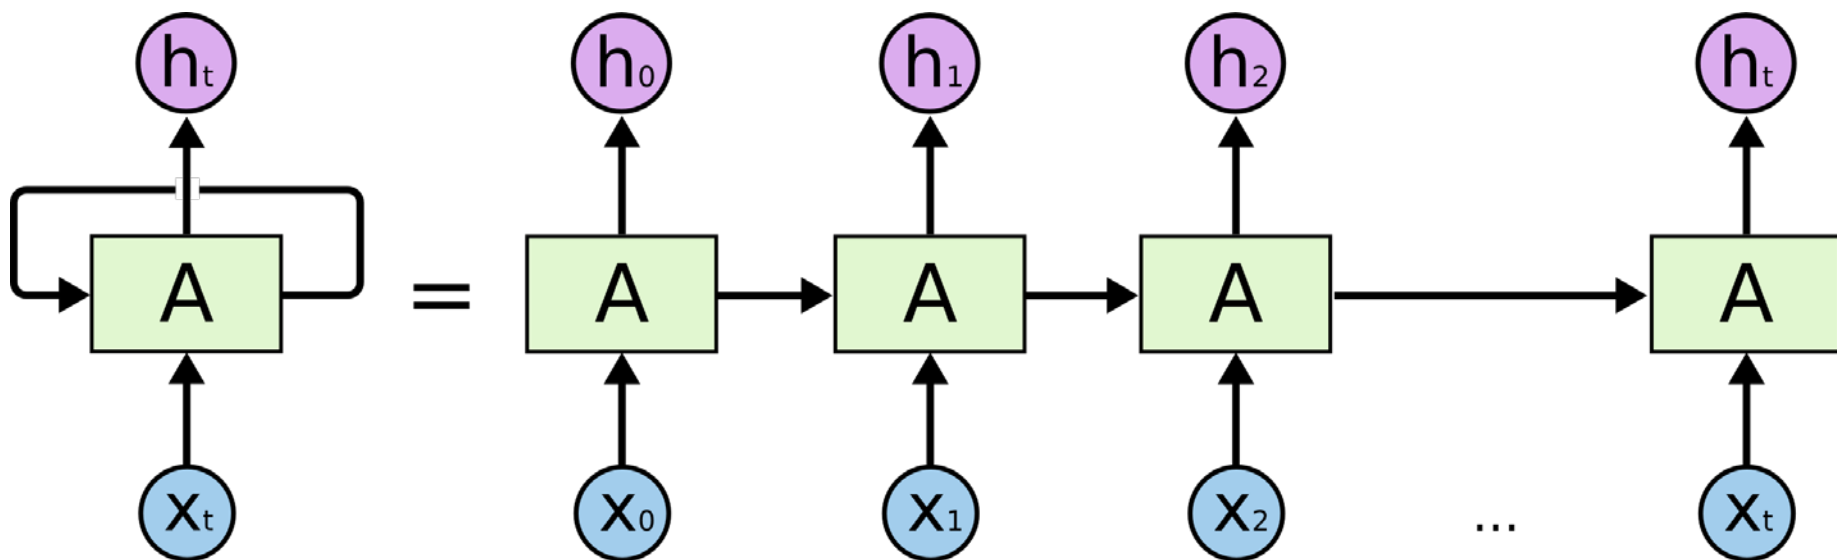 hₜ h₀ h₁ h₂ hₜ
A = A A A A
xₜ x₀ x₁ x₂ ... xₜ